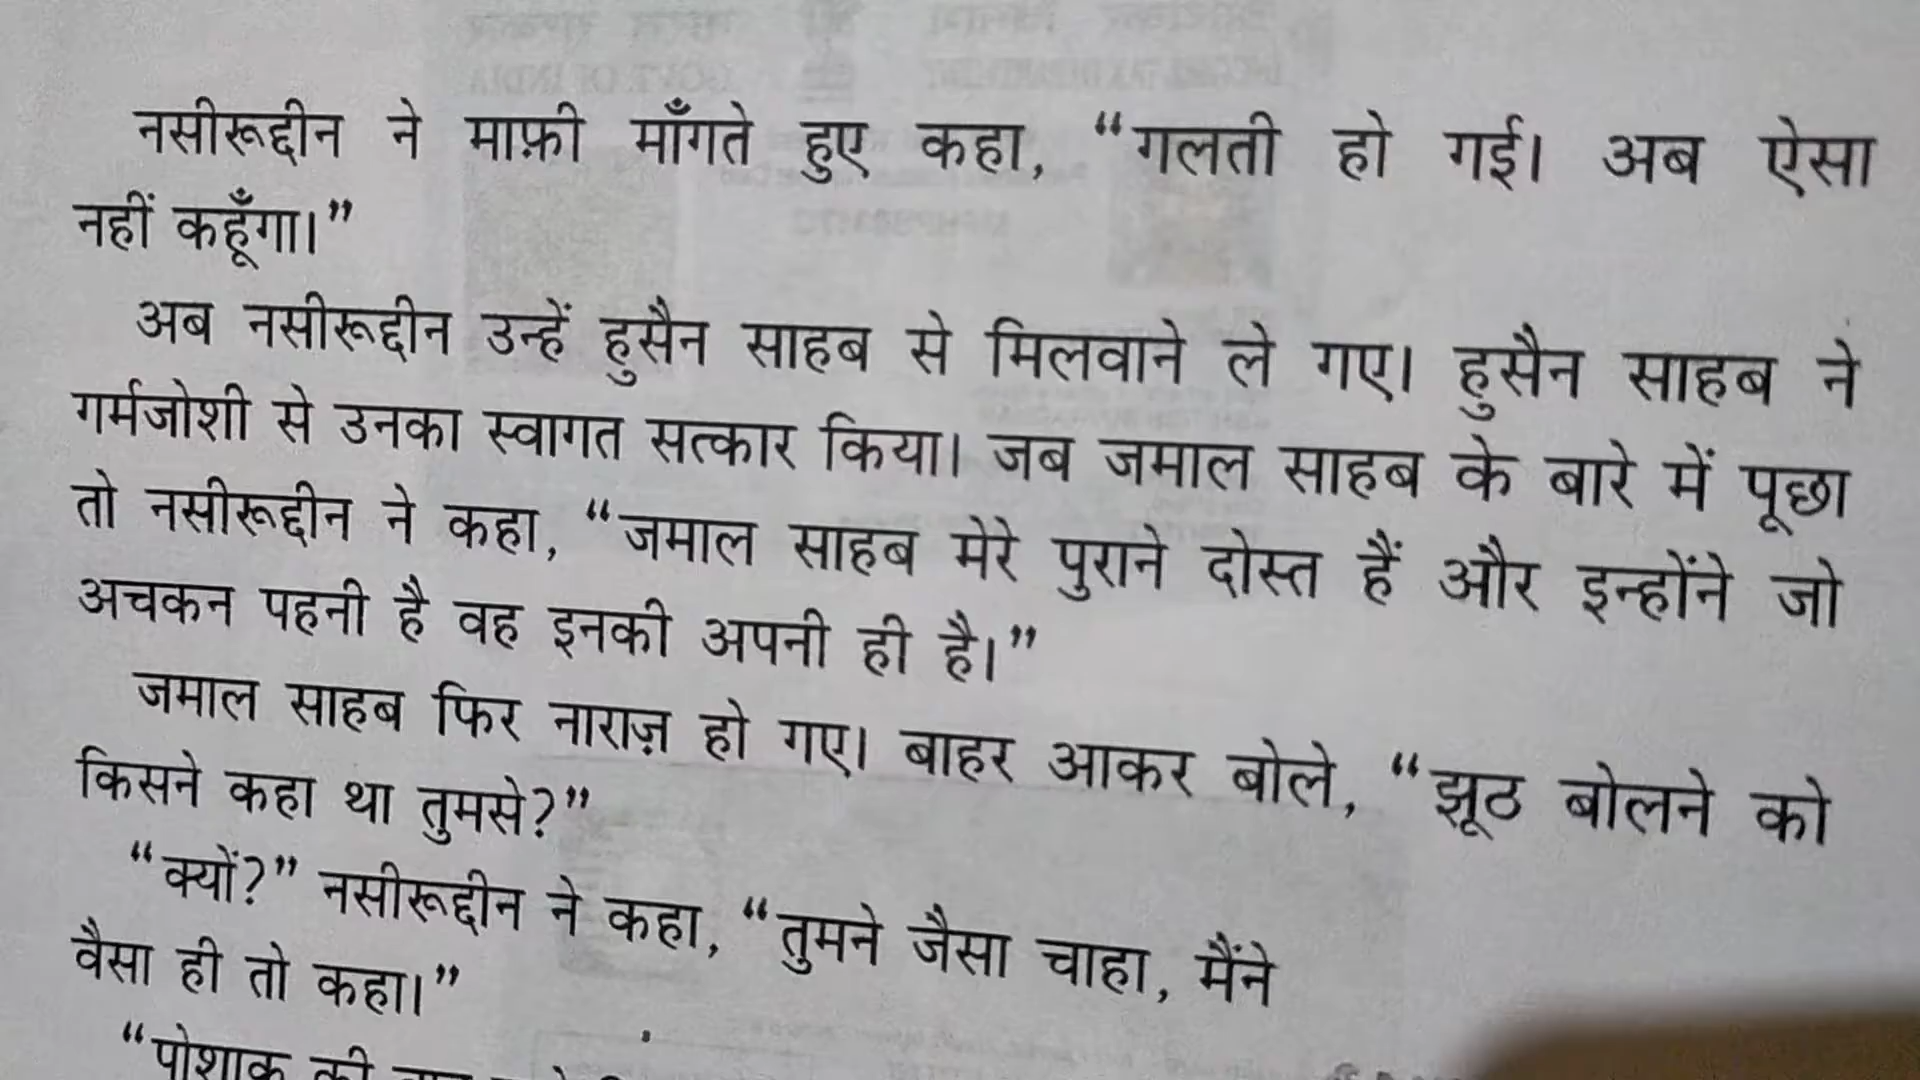 नसीरूद्दीन ने माफ़ी माँगते हुए कहा, “गलती हो गई। अब ऐसा
नहीं कहूँगा।”
अब नसीरूद्दीन उन्हें हुसैन साहब से मिलवाने ले गए। हुसैन साहब ने
गर्मजोशी से उनका स्वागत सत्कार किया। जब जमाल साहब के बारे में पूछा
तो नसीरूद्दीन ने कहा, “जमाल साहब मेरे पुराने दोस्त हैं और इन्होंने जो
अचकन पहनी है वह इनकी अपनी ही है।”
जमाल साहब फिर नाराज़ हो गए। बाहर आकर बोले, “झूठ बोलने को
किसने कहा था तुमसे?”
“क्यों?” नसीरूद्दीन ने कहा, “तुमने जैसा चाहा, मैंने
वैसा ही तो कहा।”
“पोशाक की